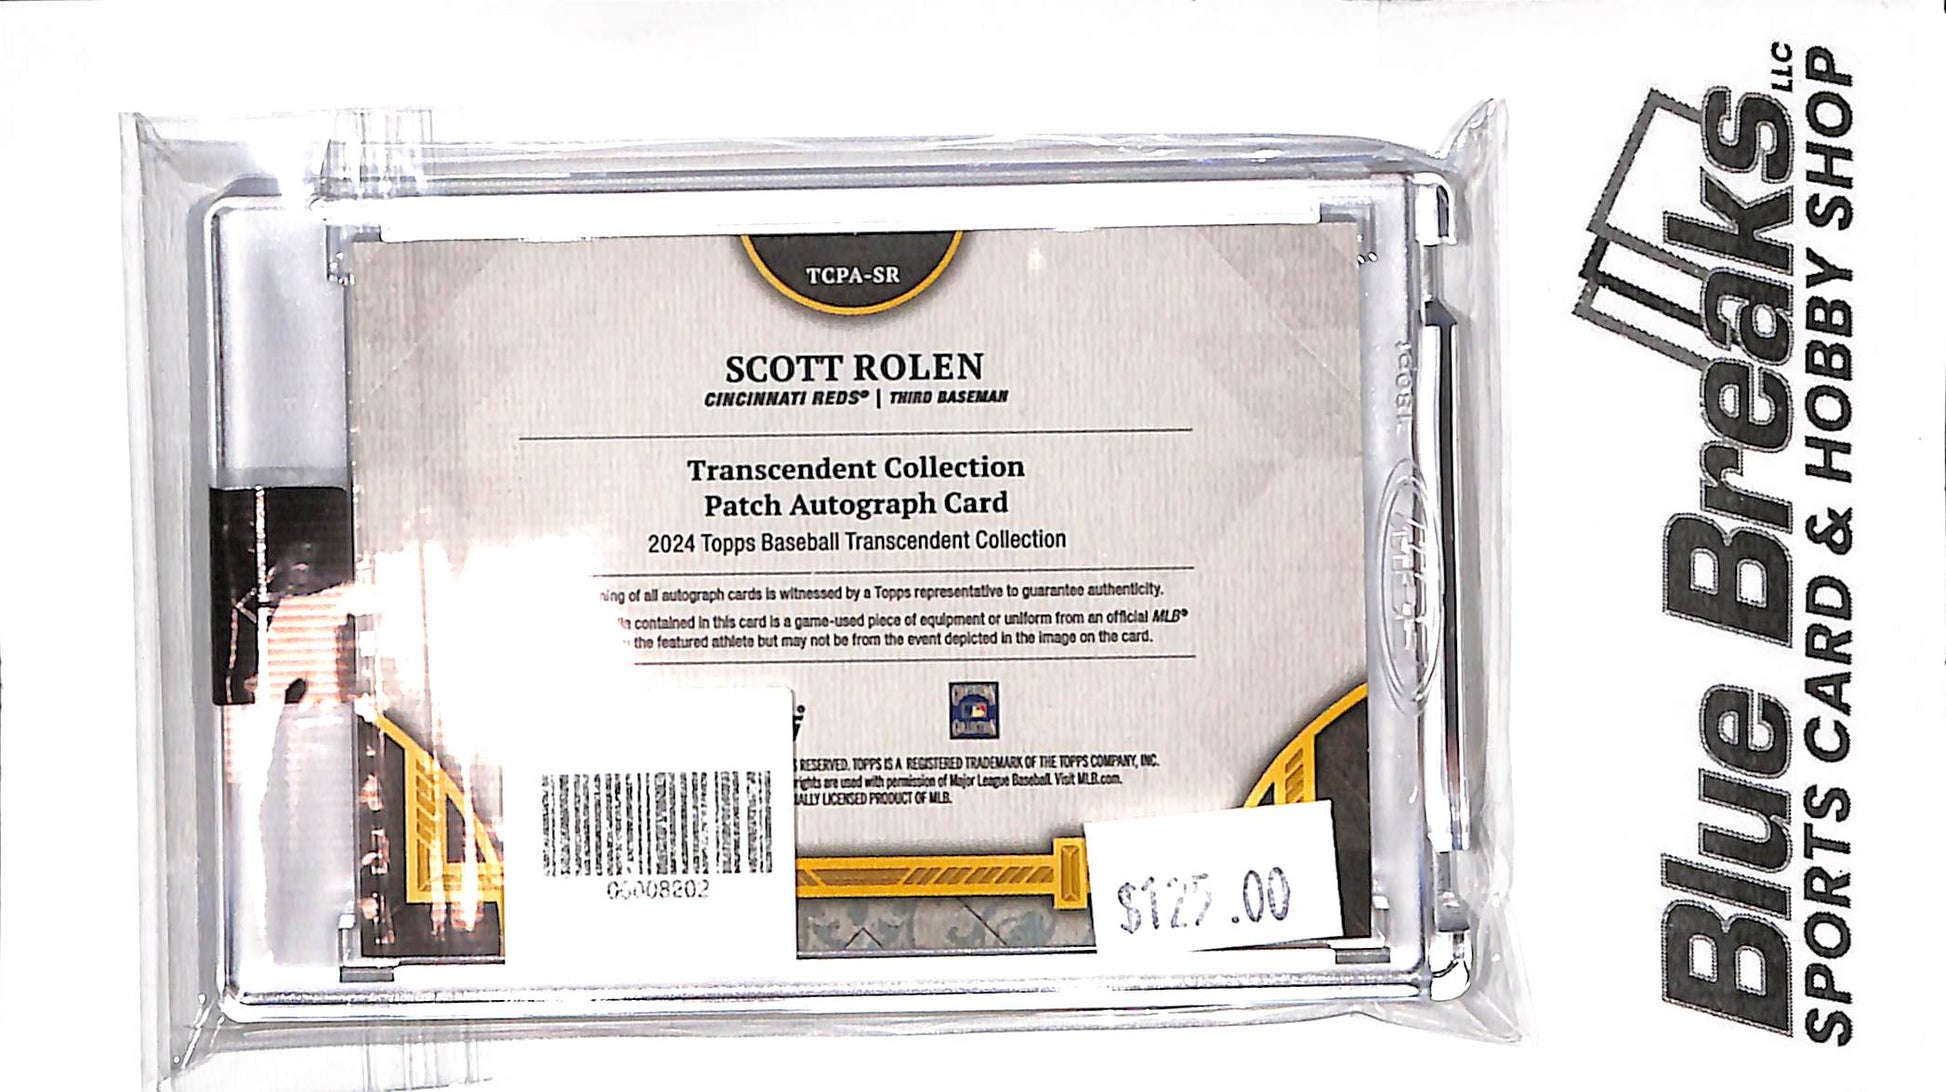 TCPA-SR
SCOTT ROLEN
CINCINNATI REDS® | THIRD BASEMAN
Transcendent Collection
Patch Autograph Card
2024 Topps Baseball Transcendent Collection
of all autograph cards is witnessed by a Topps representative to guarantee authenticity.
contained in this card is a game-used piece of equipment or uniform from an official MLB®
the featured athlete but may not be from the event depicted in the image on the card.
RESERVED. TOPPS IS A REGISTERED TRADEMARK OF THE TOPPS COMPANY, INC.
rights are used with permission of Major League Baseball. Visit MLB.com.
LICENSED PRODUCT OF MLB.
00008202
$125.00
180pt
Blue Breaks LLC
SPORTS CARD & HOBBY SHOP